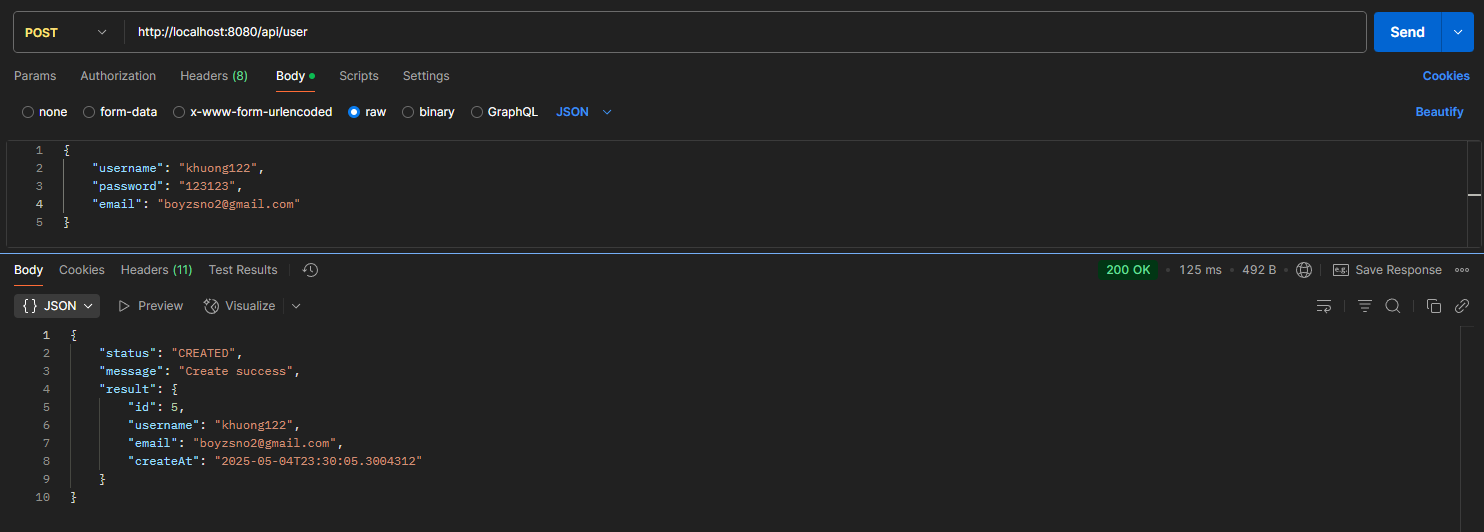 POST http://localhost:8080/api/user Send
Params Authorization Headers (8) Body Scripts Settings Cookies
none form-data x-www-form-urlencoded raw binary GraphQL JSON Beautify
1 {
2 "username": "khuong122",
3 "password": "123123",
4 "email": "boyzsno2@gmail.com"
5 }
Body Cookies Headers (11) Test Results 200 OK 125 ms 492 B e.g. Save Response
{} JSON Preview Visualize
1 {
2 "status": "CREATED",
3 "message": "Create success",
4 "result": {
5 "id": 5,
6 "username": "khuong122",
7 "email": "boyzsno2@gmail.com",
8 "createAt": "2025-05-04T23:30:05.3004312"
9 }
10 }